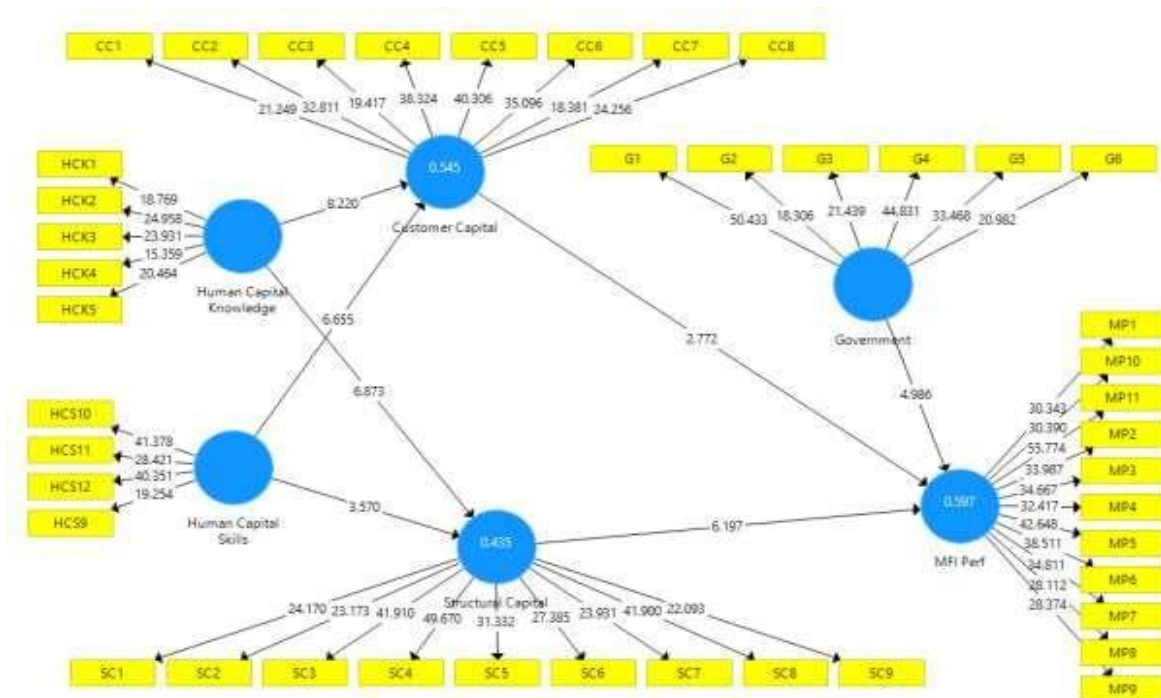 CC1 CC2 CC3 CC4 CC5 CC6 CC7 CC8
21.249 32.811 19.417 38.324 40.306 35.096 18.381 24.256
0.545
Customer Capital
G1 G2 G3 G4 G5 G6
50.433 18.306 21.439 44.831 33.468 20.982
Government
HCK1
HCK2
HCK3
HCK4
HCK5
18.769
24.958
23.931
15.359
20.464
Human Capital
Knowledge
8.220
6.655
6.873
2.772
4.986
HCS10
HCS11
HCS12
HCS9
41.378
28.421
40.351
19.254
Human Capital
Skills
3.570
6.197
0.435
Structural Capital
0.597
MFI Perf
MP1
MP10
MP11
MP2
MP3
MP4
MP5
MP6
MP7
MP8
MP9
30.343
30.390
55.774
33.987
34.667
32.417
42.648
38.511
34.811
28.112
28.374
24.170 23.173 41.910 49.670 31.332 27.385 23.931 41.900 22.093
SC1 SC2 SC3 SC4 SC5 SC6 SC7 SC8 SC9